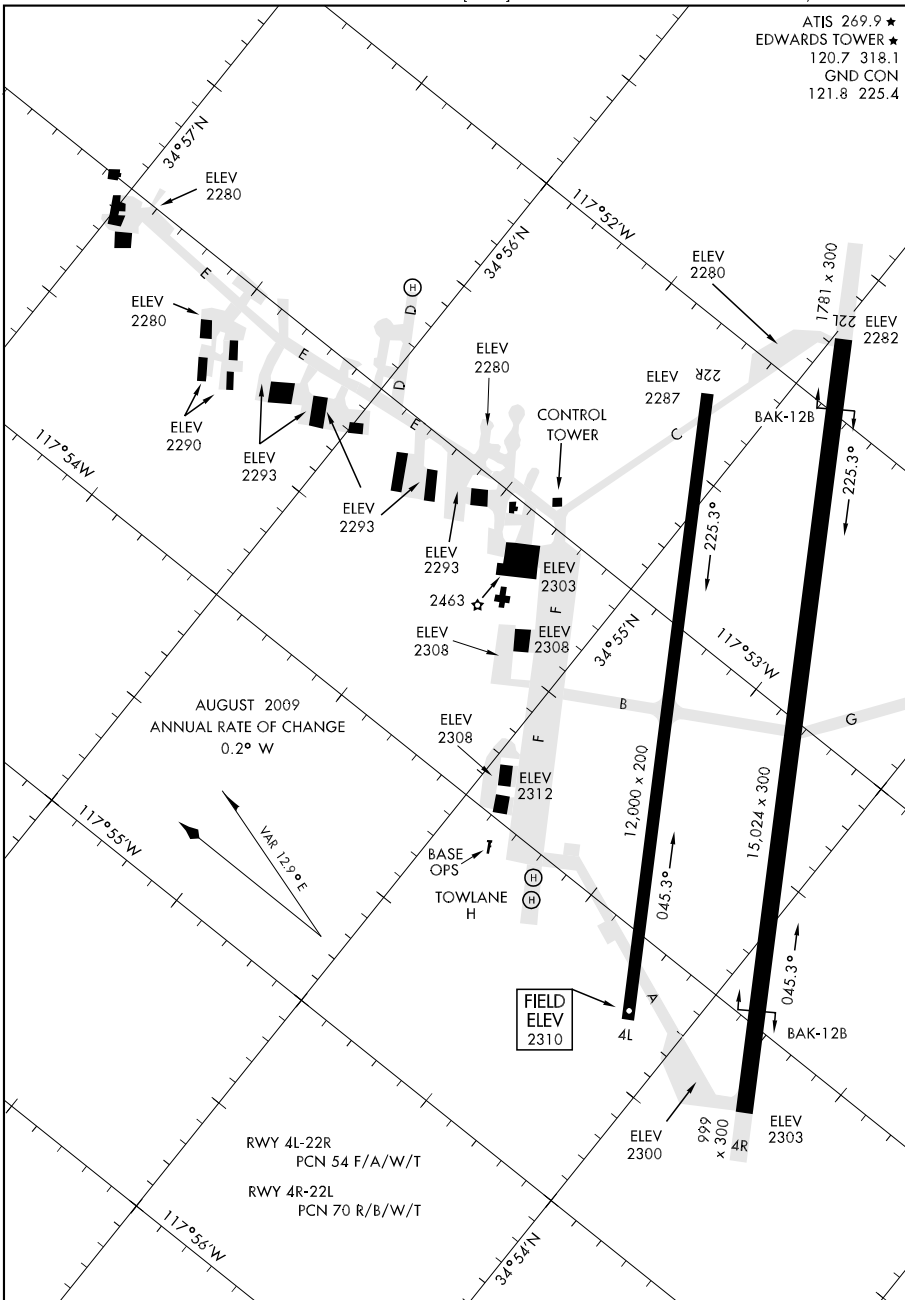 ATIS 269.9 ★
EDWARDS TOWER ★
120.7 318.1
GND CON
121.8 225.4
34°57'N
ELEV
2280
117°52'W
34°56'N
ELEV
2280
1781 x 300
22L
ELEV
2282
H
D
E
ELEV
2280
E
D
ELEV
2280
ELEV
2287
22R
BAK-12B
E
CONTROL
TOWER
C
225.3°
225.3°
ELEV
2290
ELEV
2293
117°54'W
ELEV
2293
ELEV
2293
ELEV
2303
2463
F
ELEV
2308
ELEV
2308
34°55'N
117°53'W
AUGUST 2009
ANNUAL RATE OF CHANGE
0.2° W
B
G
ELEV
2308
F
ELEV
2312
12,000 x 200
15,024 x 300
117°55'W
VAR 12.9° E
BASE
OPS
H
H
TOWLANE
H
045.3°
045.3°
FIELD
ELEV
2310
4L
A
BAK-12B
ELEV
2300
999
x 300
4R
ELEV
2303
RWY 4L-22R
PCN 54 F/A/W/T
RWY 4R-22L
PCN 70 R/B/W/T
117°56'W
34°54'N